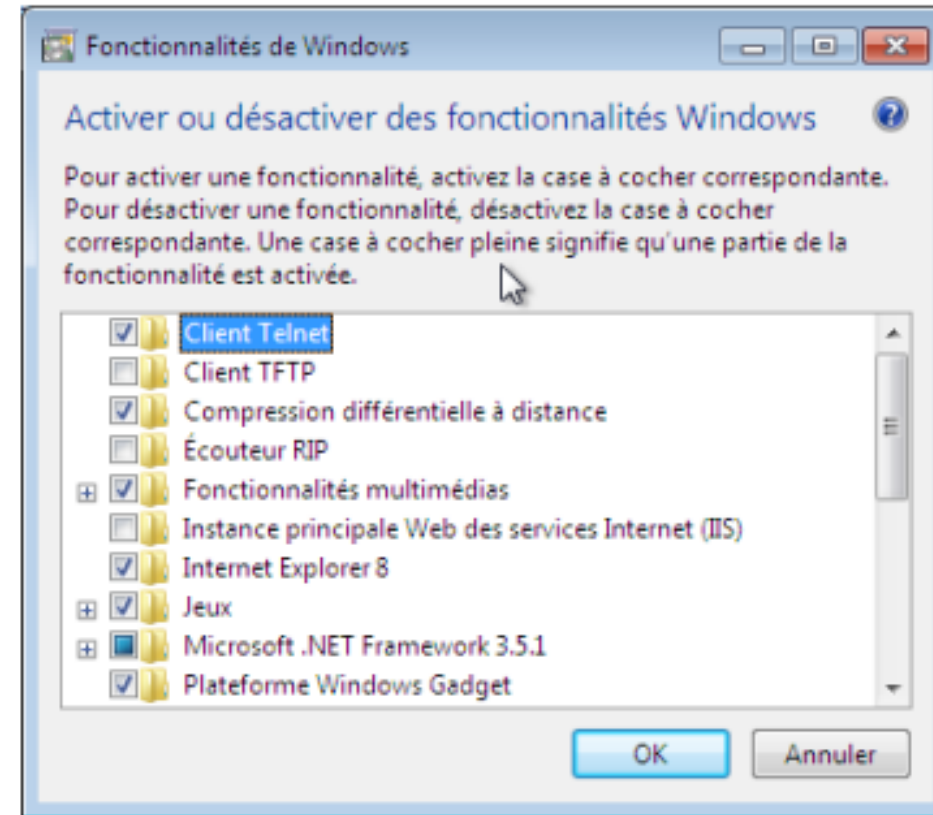 Fonctionnalités de Windows
Activer ou désactiver des fonctionnalités Windows
Pour activer une fonctionnalité, activez la case à cocher correspondante.
Pour désactiver une fonctionnalité, désactivez la case à cocher
correspondante. Une case à cocher pleine signifie qu'une partie de la
fonctionnalité est activée.
Client Telnet
Client TFTP
Compression différentielle à distance
Écouteur RIP
Fonctionnalités multimédias
Instance principale Web des services Internet (IIS)
Internet Explorer 8
Jeux
Microsoft .NET Framework 3.5.1
Plateforme Windows Gadget
OK
Annuler